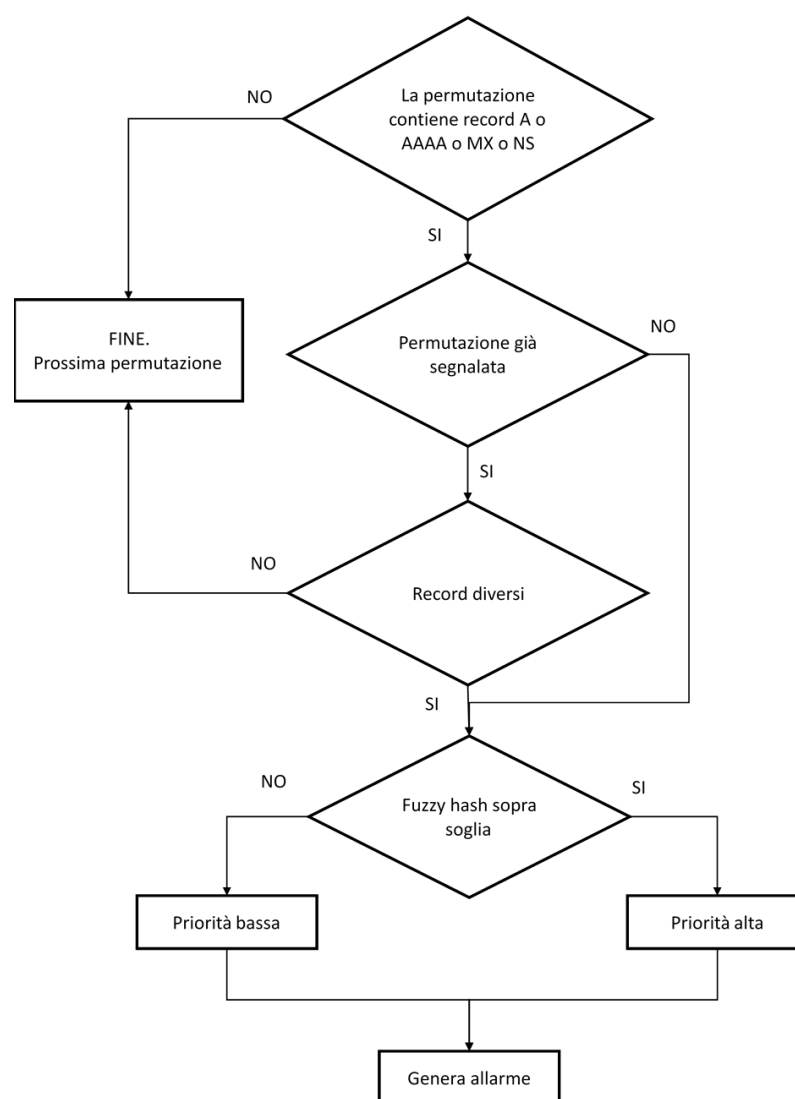 NO
La permutazione
contiene record A o
AAAA o MX o NS
SI
FINE.
Prossima permutazione
Permutazione già
segnalata
NO
SI
NO
Record diversi
SI
NO
Fuzzy hash sopra
soglia
SI
Priorità bassa
Priorità alta
Genera allarme